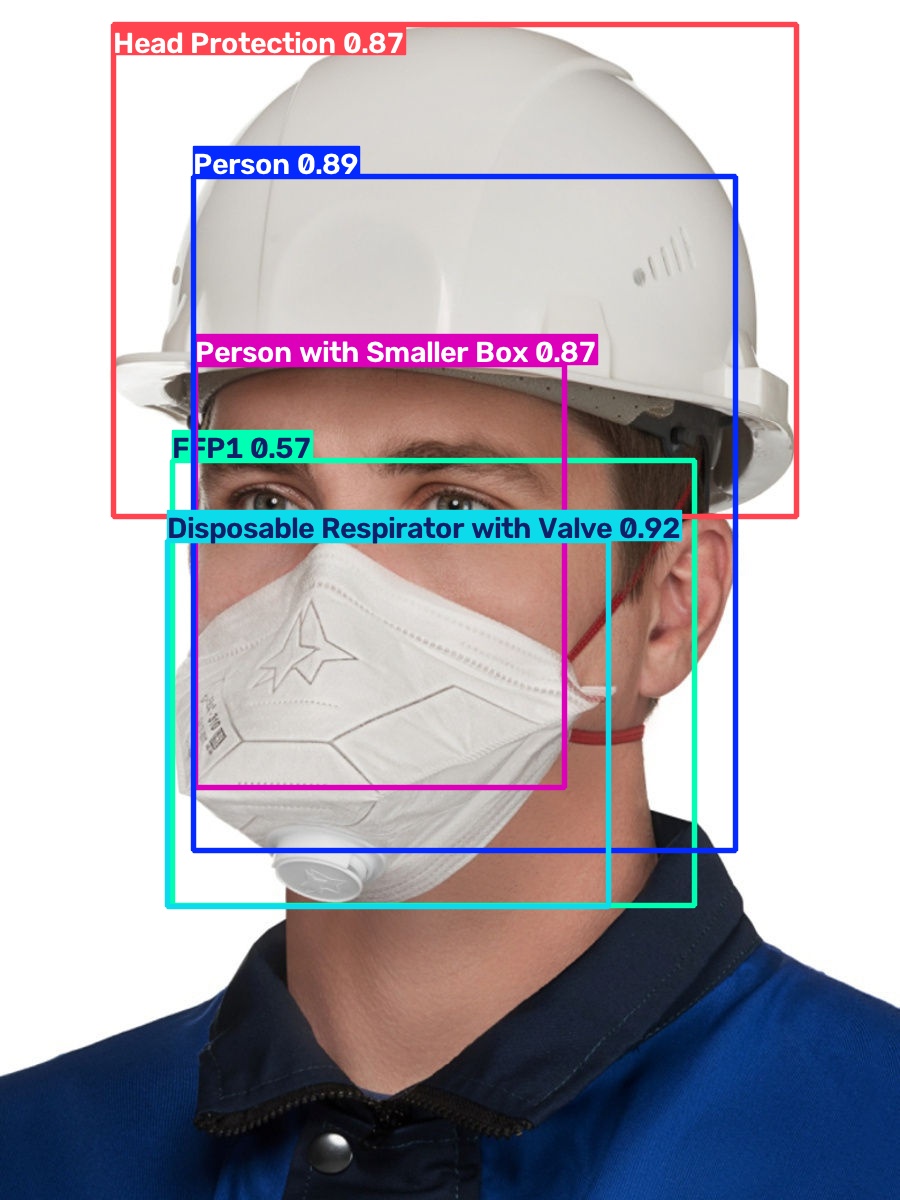 Head Protection 0.87
Person 0.89
Person with Smaller Box 0.87
FFP1 0.57
Disposable Respirator with Valve 0.92